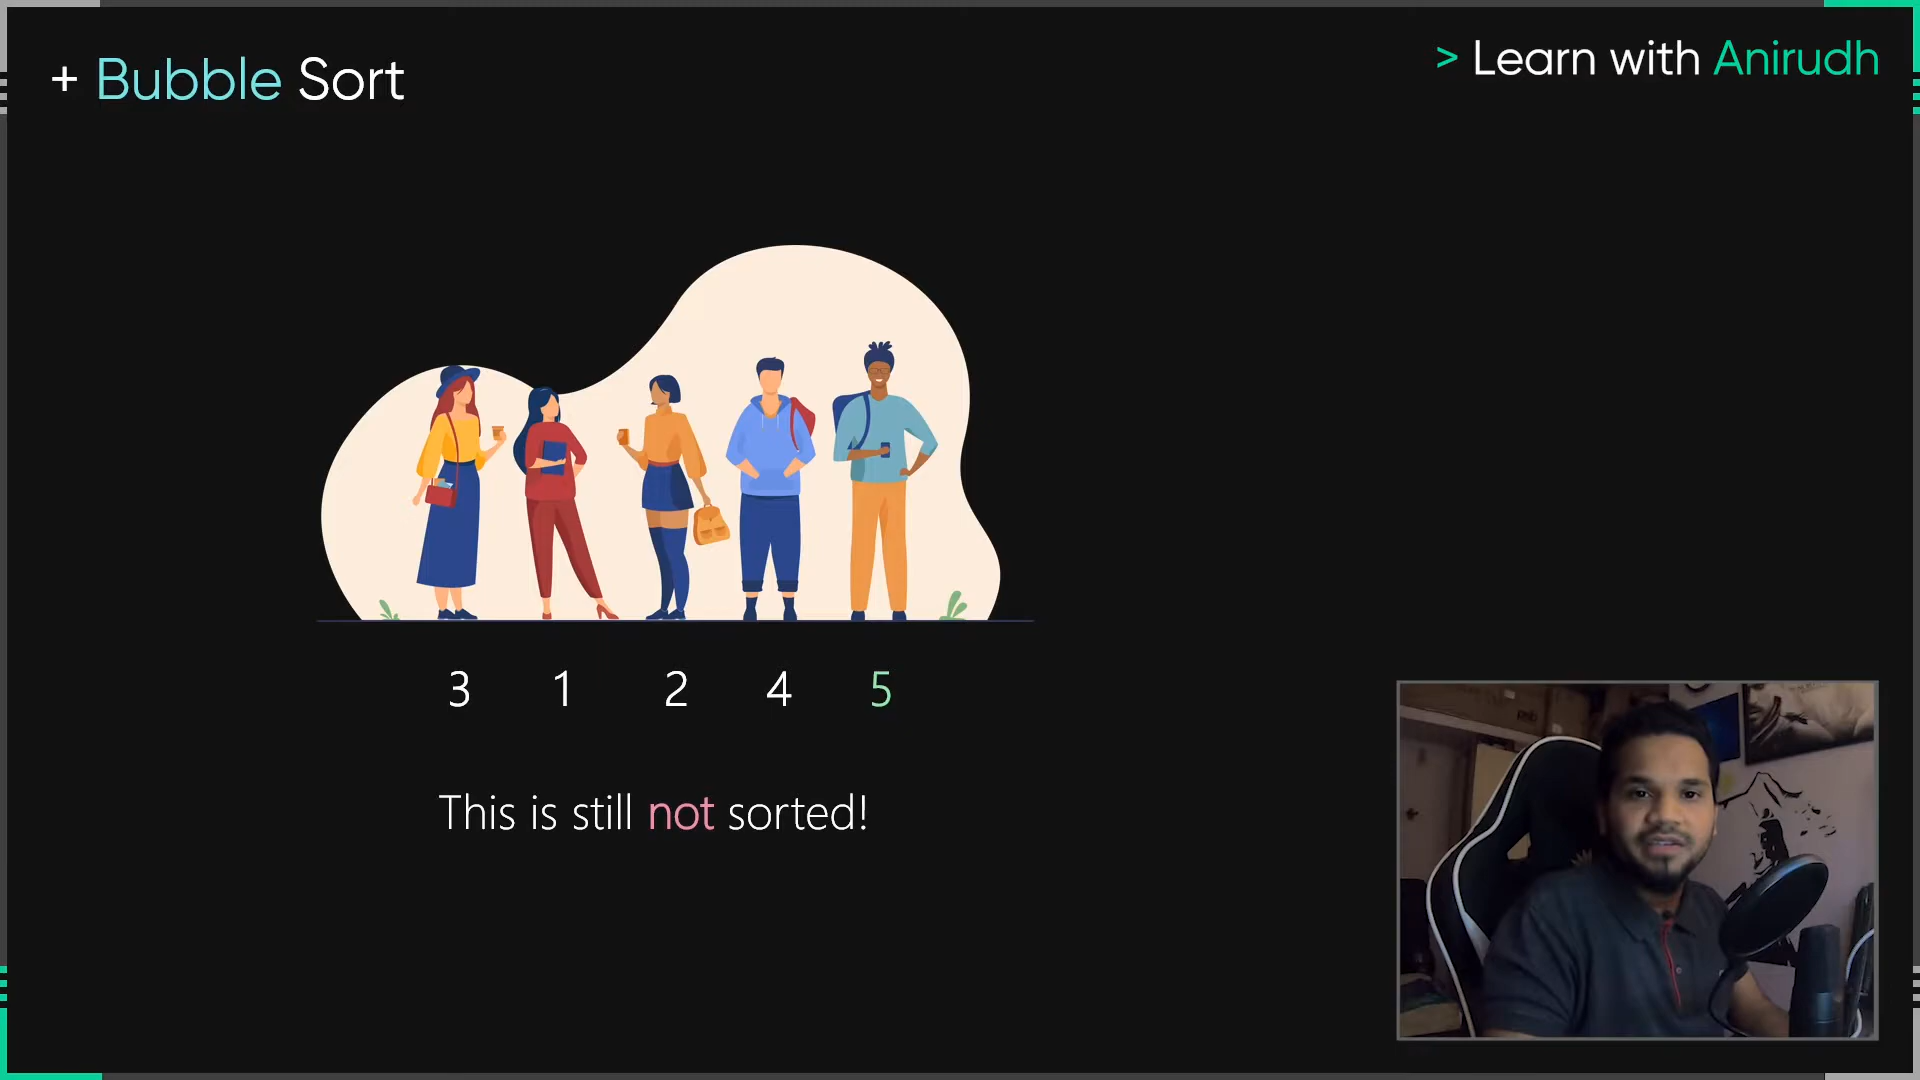 + Bubble Sort
> Learn with Anirudh
3 1 2 4 5
This is still not sorted!